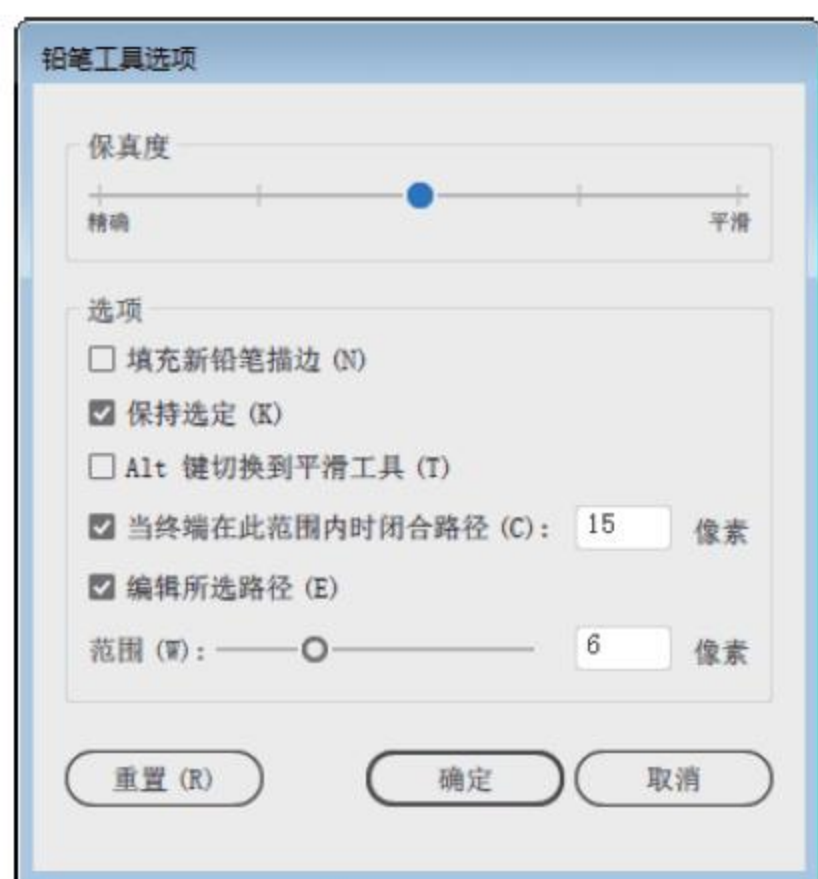 铅笔工具选项
保真度
精确 平滑
选项
填充新铅笔描边 (N)
保持选定 (K)
Alt 键切换到平滑工具 (T)
当终端在此范围内时闭合路径 (C): 15 像素
编辑所选路径 (E)
范围 (W): 6 像素
重置 (R) 确定 取消